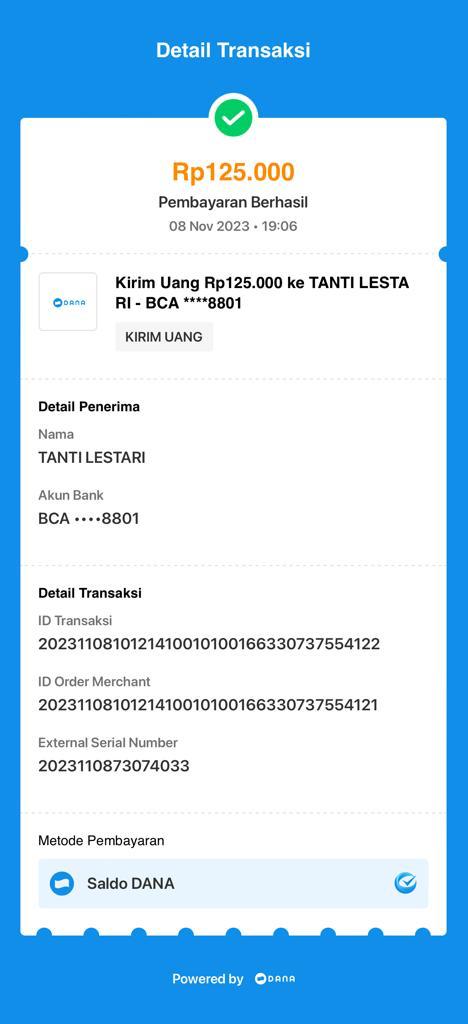 Detail Transaksi
Rp125.000
Pembayaran Berhasil
08 Nov 2023 • 19:06
DANA
Kirim Uang Rp125.000 ke TANTI LESTA
RI - BCA ****8801
KIRIM UANG
Detail Penerima
Nama
TANTI LESTARI
Akun Bank
BCA ••••8801
Detail Transaksi
ID Transaksi
2023110810121410010100166330737554122
ID Order Merchant
2023110810121410010100166330737554121
External Serial Number
2023110873074033
Metode Pembayaran
Saldo DANA
Powered by DANA